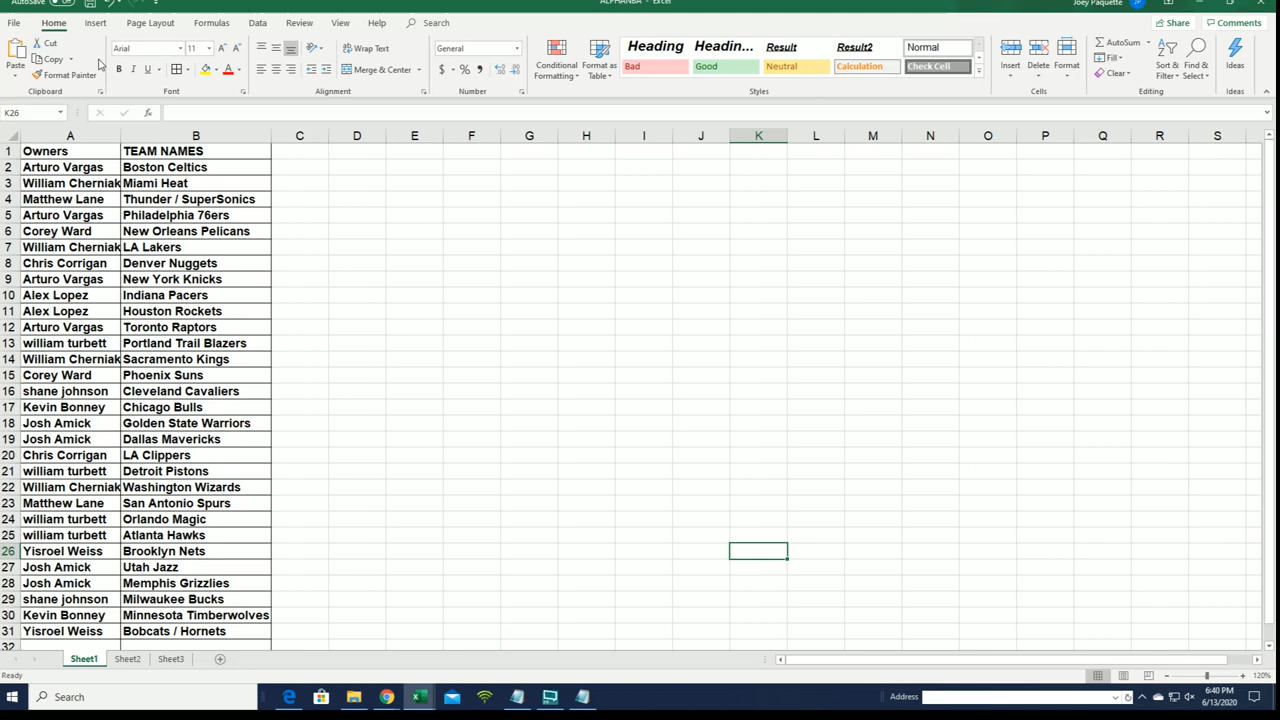 AutoSave Off
ALPHANBA - Excel
Joey Paquette
JP
File Home Insert Page Layout Formulas Data Review View Help Search Share Comments
Paste Cut Copy Format Painter Clipboard
Arial 11 B I U A A Font
Wrap Text Merge & Center Alignment
General $ % Number
Conditional Formatting Format as Table
Heading Headin... Result Result2 Normal
Bad Good Neutral Calculation Check Cell
Styles
Insert Delete Format Cells
AutoSum Fill Clear Sort & Filter Find & Select Editing
Ideas Ideas
K26 fx
A B C D E F G H I J K L M N O P Q R S
1 Owners TEAM NAMES
2 Arturo Vargas Boston Celtics
3 William Cherniak Miami Heat
4 Matthew Lane Thunder / SuperSonics
5 Arturo Vargas Philadelphia 76ers
6 Corey Ward New Orleans Pelicans
7 William Cherniak LA Lakers
8 Chris Corrigan Denver Nuggets
9 Arturo Vargas New York Knicks
10 Alex Lopez Indiana Pacers
11 Alex Lopez Houston Rockets
12 Arturo Vargas Toronto Raptors
13 william turbett Portland Trail Blazers
14 William Cherniak Sacramento Kings
15 Corey Ward Phoenix Suns
16 shane johnson Cleveland Cavaliers
17 Kevin Bonney Chicago Bulls
18 Josh Amick Golden State Warriors
19 Josh Amick Dallas Mavericks
20 Chris Corrigan LA Clippers
21 william turbett Detroit Pistons
22 William Cherniak Washington Wizards
23 Matthew Lane San Antonio Spurs
24 william turbett Orlando Magic
25 william turbett Atlanta Hawks
26 Yisroel Weiss Brooklyn Nets
27 Josh Amick Utah Jazz
28 Josh Amick Memphis Grizzlies
29 shane johnson Milwaukee Bucks
30 Kevin Bonney Minnesota Timberwolves
31 Yisroel Weiss Bobcats / Hornets
32
Sheet1 Sheet2 Sheet3
Ready 120%
Search Address 6:40 PM
6/13/2020